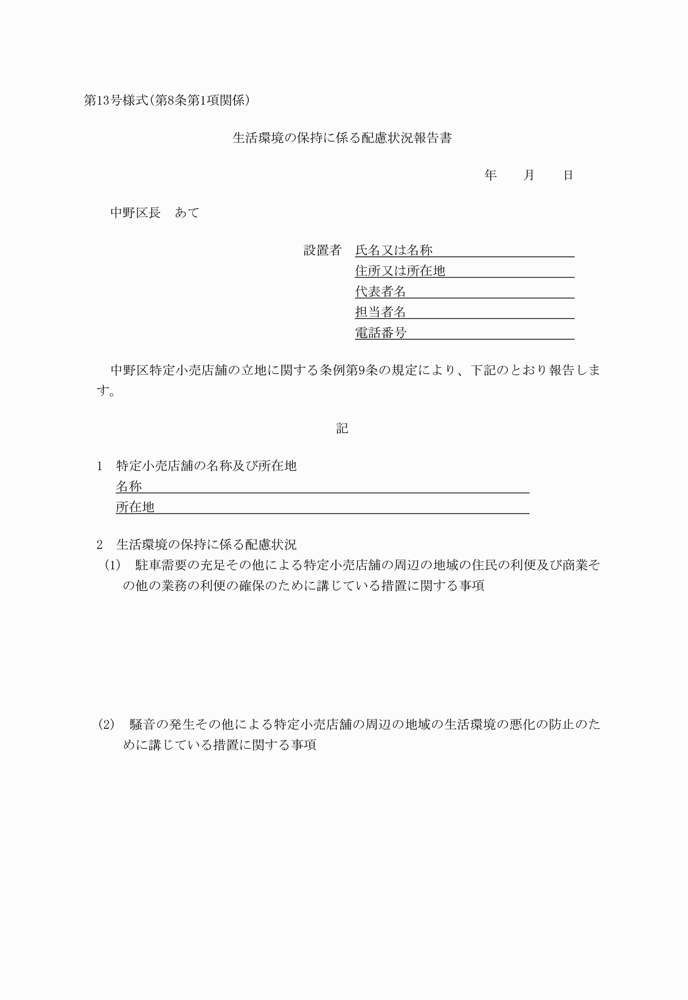 第13号様式(第8条第1項関係)
生活環境の保持に係る配慮状況報告書
年　　月　　日
中野区長　あて
設置者　氏名又は名称
住所又は所在地
代表者名
担当者名
電話番号
中野区特定小売店舗の立地に関する条例第9条の規定により、下記のとおり報告しま
す。
記
1　特定小売店舗の名称及び所在地
名称
所在地
2　生活環境の保持に係る配慮状況
(1)　駐車需要の充足その他による特定小売店舗の周辺の地域の住民の利便及び商業そ
の他の業務の利便の確保のために講じている措置に関する事項
(2)　騒音の発生その他による特定小売店舗の周辺の地域の生活環境の悪化の防止のた
めに講じている措置に関する事項